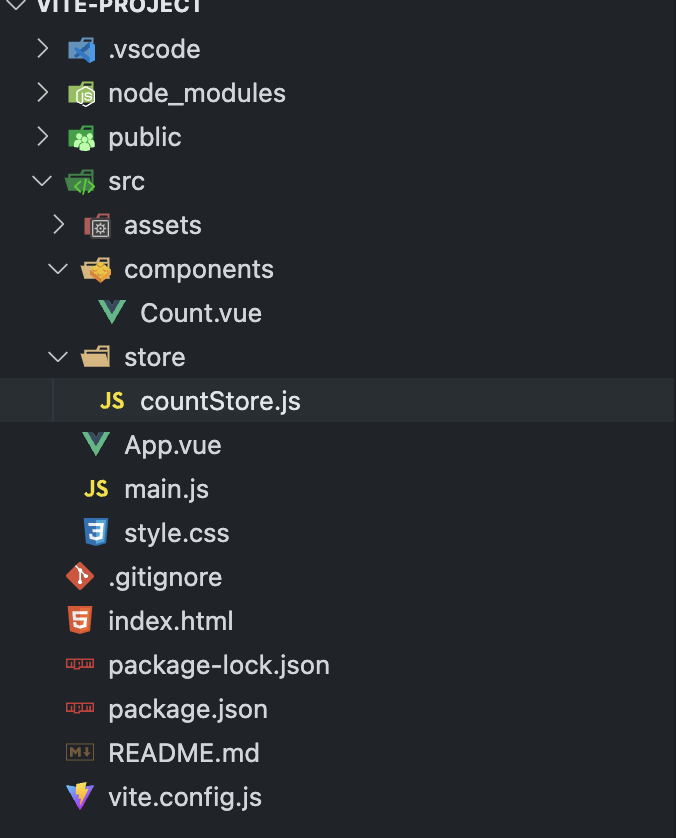 VITE-PROJECT
.vscode
node_modules
public
src
assets
components
Count.vue
store
JS countStore.js
App.vue
JS main.js
style.css
.gitignore
index.html
package-lock.json
package.json
README.md
vite.config.js